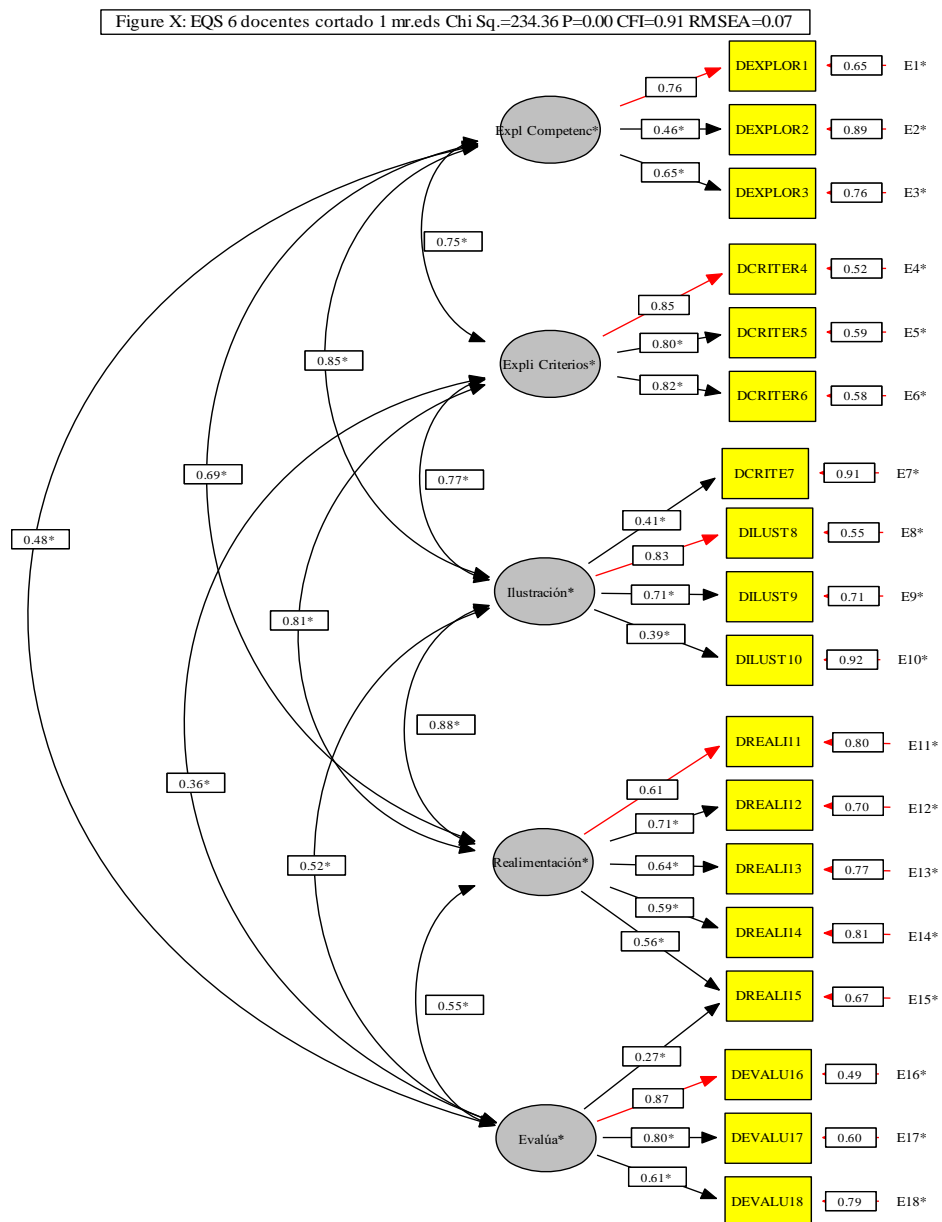 Figure X: EQS 6 docentes cortado 1 mr.eds Chi Sq.=234.36 P=0.00 CFI=0.91 RMSEA=0.07
DEXPLOR1
0.65
E1*
0.76
Expl Competenc*
0.46*
DEXPLOR2
0.89
E2*
0.65*
DEXPLOR3
0.76
E3*
0.75*
DCRITER4
0.52
E4*
0.85
0.85*
Expli Criterios*
0.80*
DCRITER5
0.59
E5*
0.82*
DCRITER6
0.58
E6*
0.69*
0.77*
DCRITE7
0.91
E7*
0.41*
0.48*
DILUST8
0.55
E8*
0.83
Ilustración*
0.71*
DILUST9
0.71
E9*
0.81*
0.39*
DILUST10
0.92
E10*
0.88*
DREALI11
0.80
E11*
0.36*
0.61
0.71*
DREALI12
0.70
E12*
0.52*
Realimentación*
0.64*
DREALI13
0.77
E13*
0.59*
DREALI14
0.81
E14*
0.56*
0.55*
DREALI15
0.67
E15*
0.27*
DEVALU16
0.49
E16*
0.87
Evalúa*
0.80*
DEVALU17
0.60
E17*
0.61*
DEVALU18
0.79
E18*